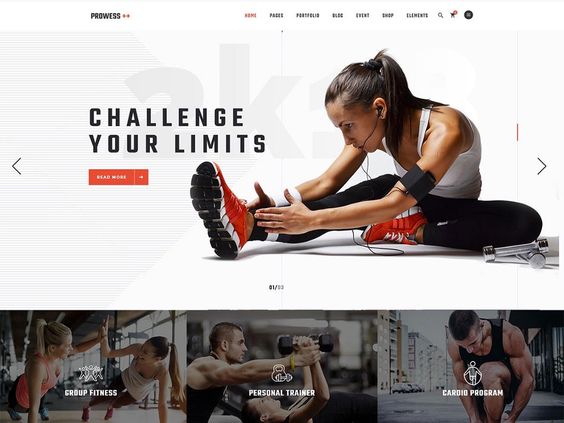 PROWESS
HOME PAGES PORTFOLIO BLOG EVENT SHOP ELEMENTS
2k18
CHALLENGE
YOUR LIMITS
READ MORE
01/03
GROUP FITNESS
PERSONAL TRAINER
CARDIO PROGRAM